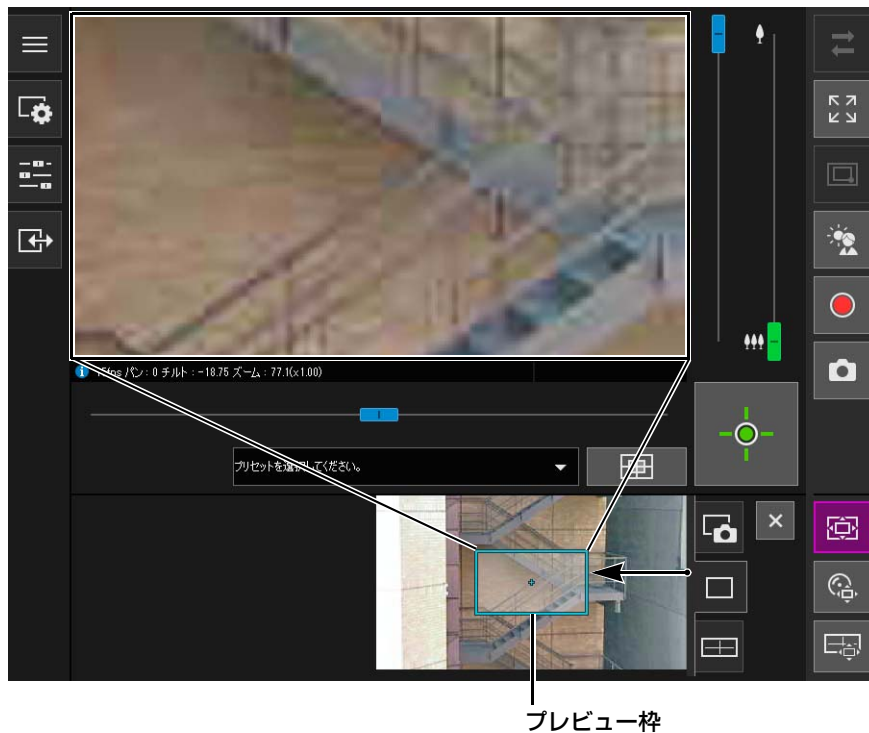 15fps パン : 0 チルト : -18.75 ズーム : 77.1(x1.00)
プリセットを選択してください。
プレビュー枠